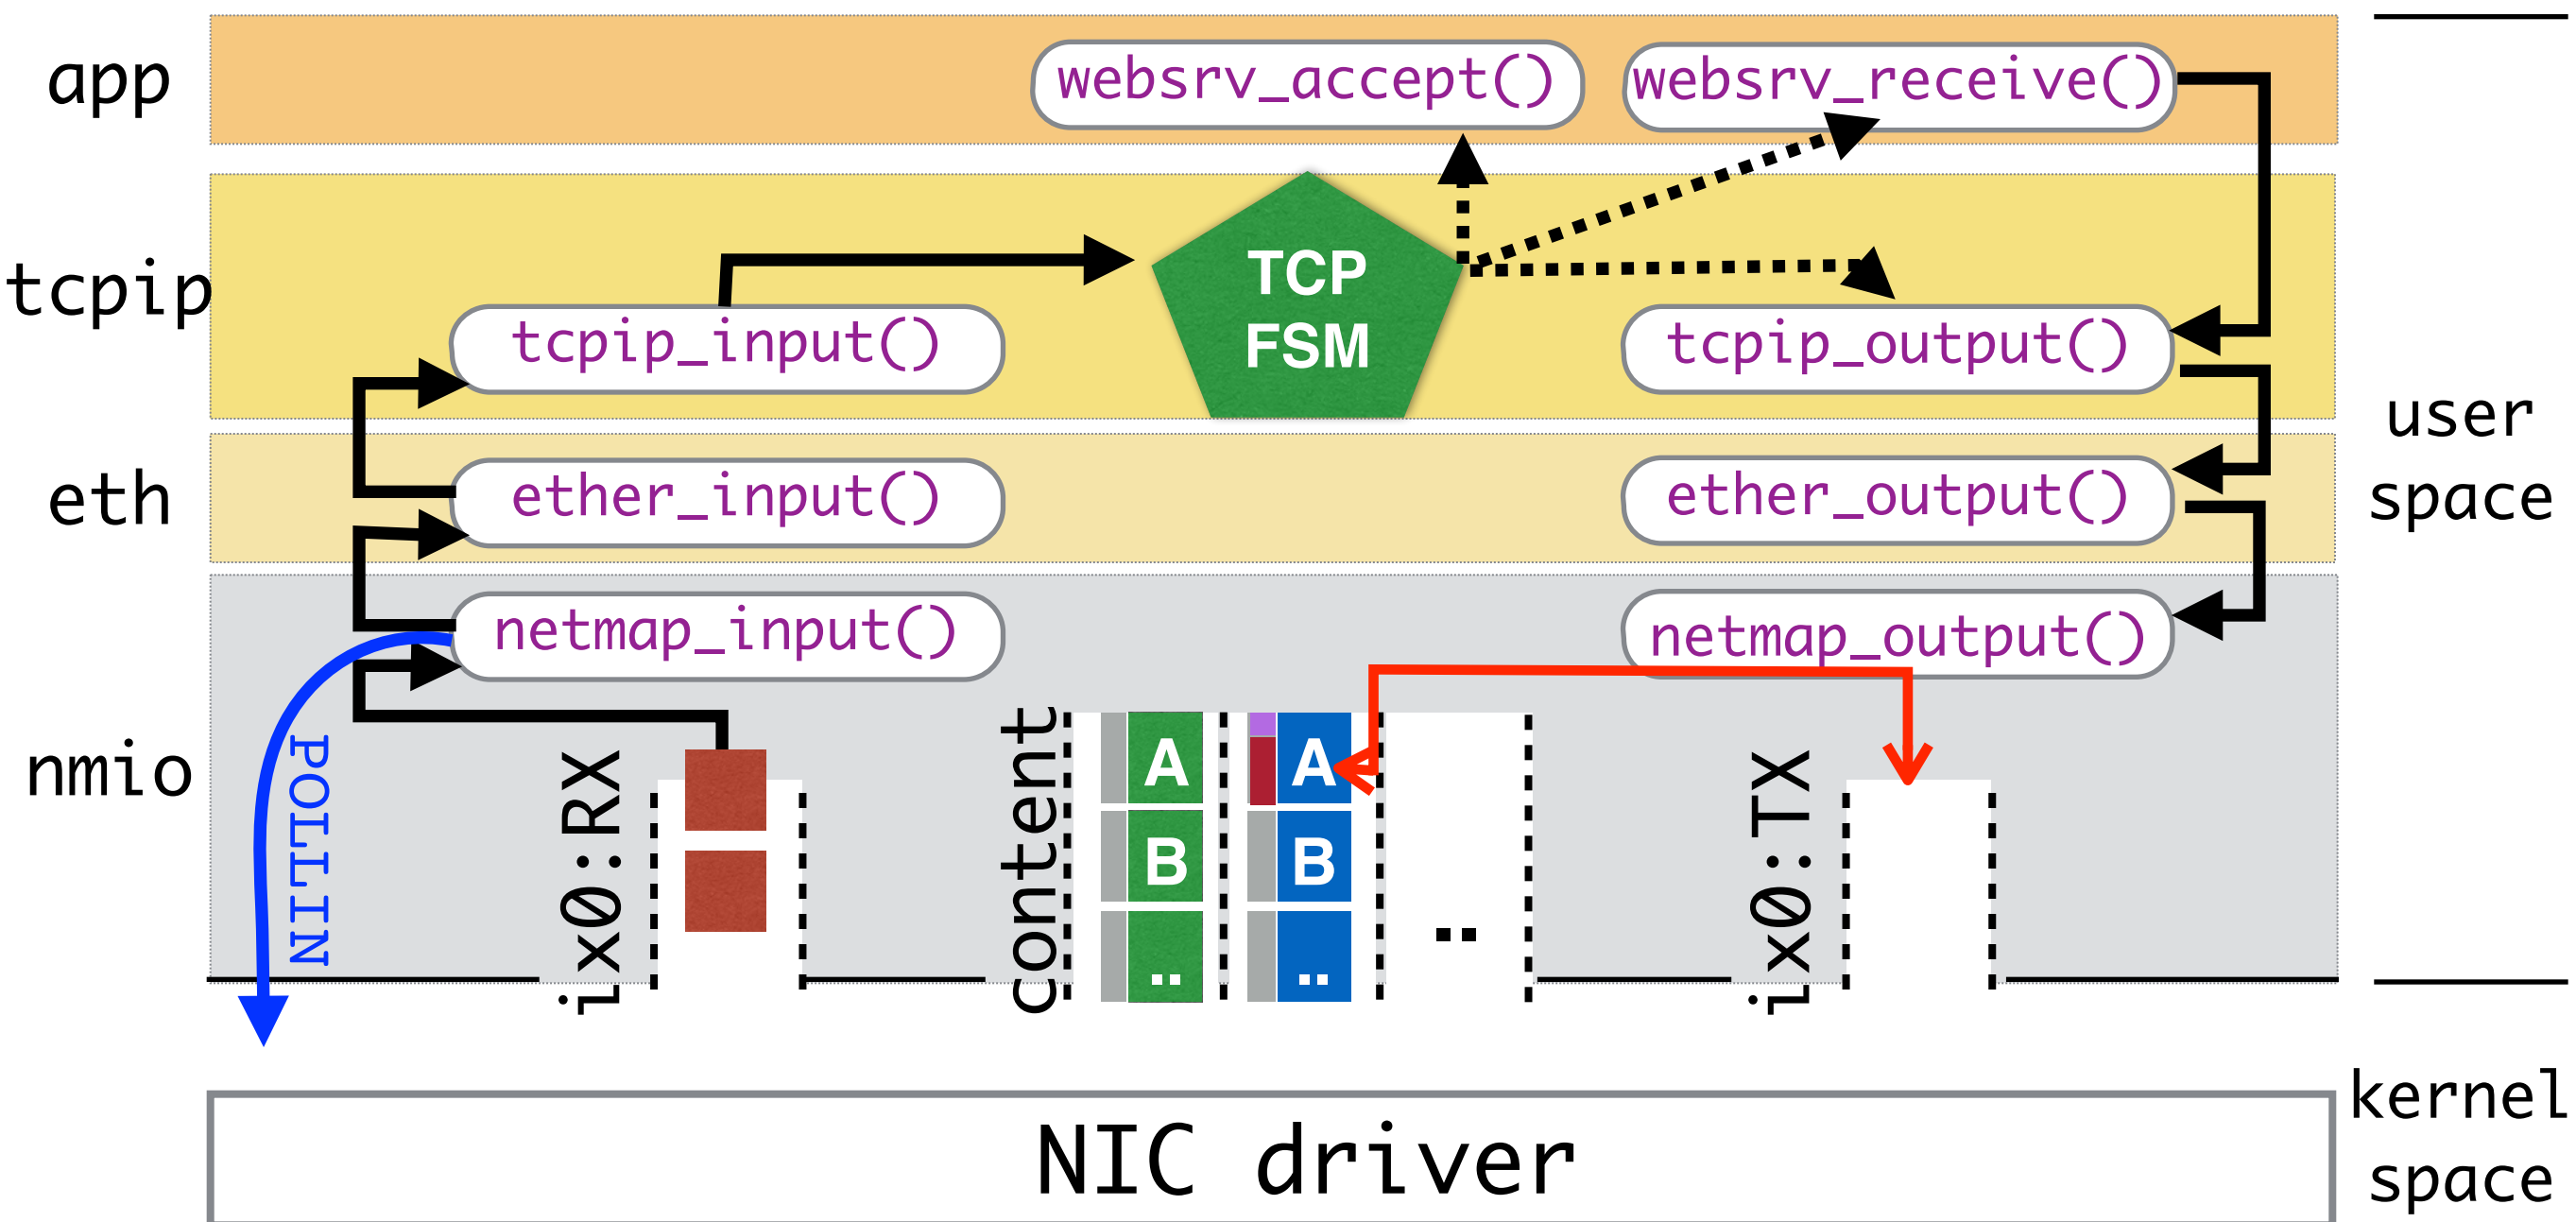 app
websrv_accept()
websrv_receive()
tcpip
TCP
FSM
tcpip_input()
tcpip_output()
user
space
eth
ether_input()
ether_output()
nmio
netmap_input()
netmap_output()
POLLIN
ix0:RX
content
A
B
..
A
B
..
..
ix0:TX
NIC driver
kernel
space